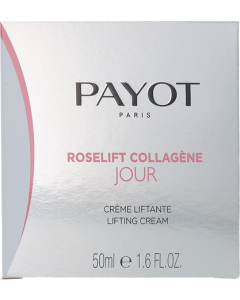 PAYOT
PARIS
ROSELIFT COLLAGÈNE
JOUR
CRÈME LIFTANTE
LIFTING CREAM
50ml ℮ 1.6 FL.OZ.